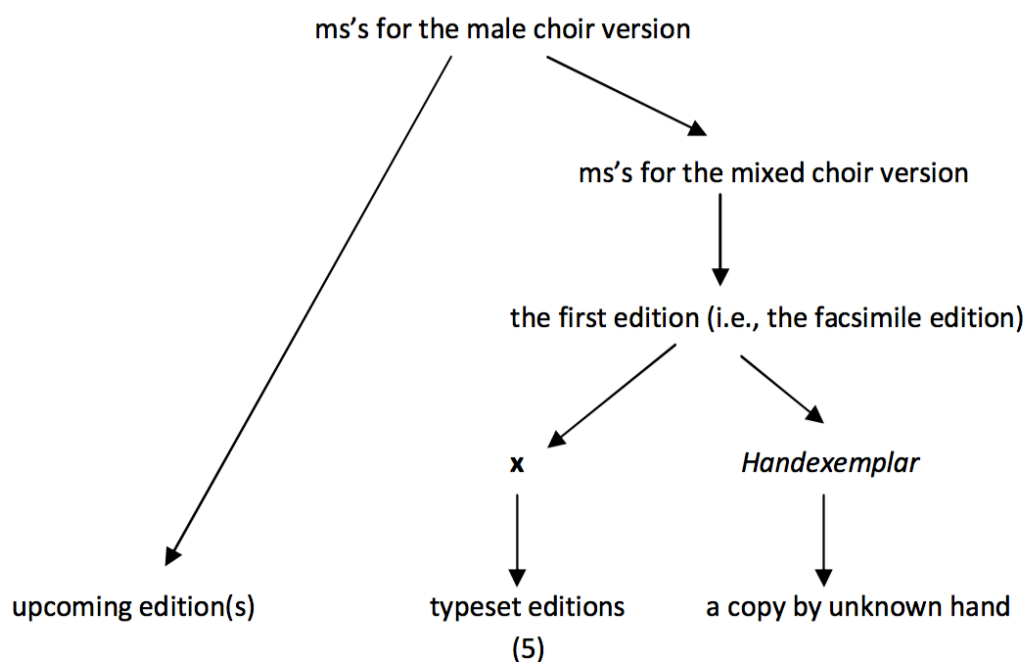 ms’s for the male choir version
ms’s for the mixed choir version
the first edition (i.e., the facsimile edition)
x
Handexemplar
upcoming edition(s)
typeset editions
a copy by unknown hand
(5)